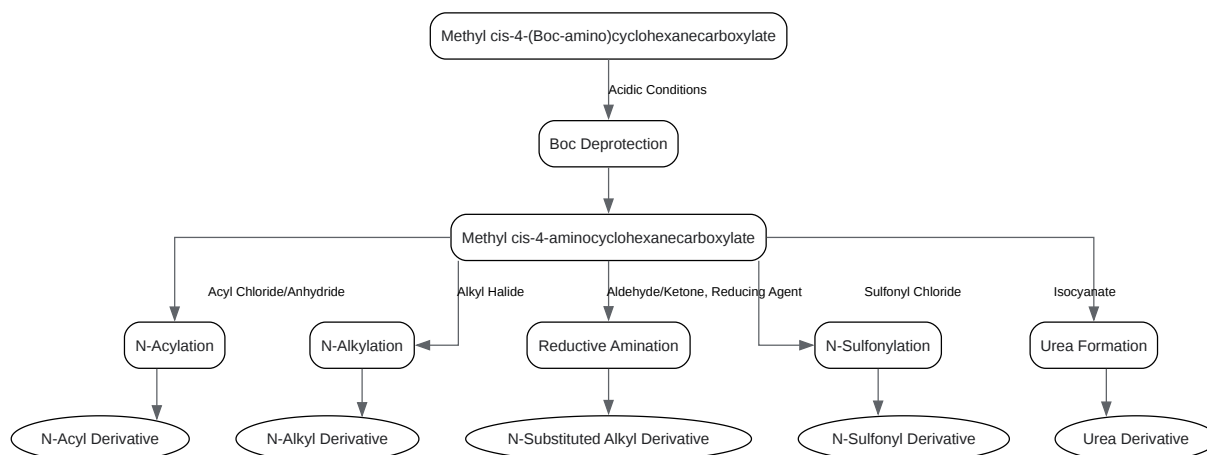 Methyl cis-4-(Boc-amino)cyclohexanecarboxylate
Acidic Conditions
Boc Deprotection
Methyl cis-4-aminocyclohexanecarboxylate
Acyl Chloride/Anhydride
Alkyl Halide
Aldehyde/Ketone, Reducing Agent
Sulfonyl Chloride
Isocyanate
N-Acylation
N-Alkylation
Reductive Amination
N-Sulfonylation
Urea Formation
N-Acyl Derivative
N-Alkyl Derivative
N-Substituted Alkyl Derivative
N-Sulfonyl Derivative
Urea Derivative